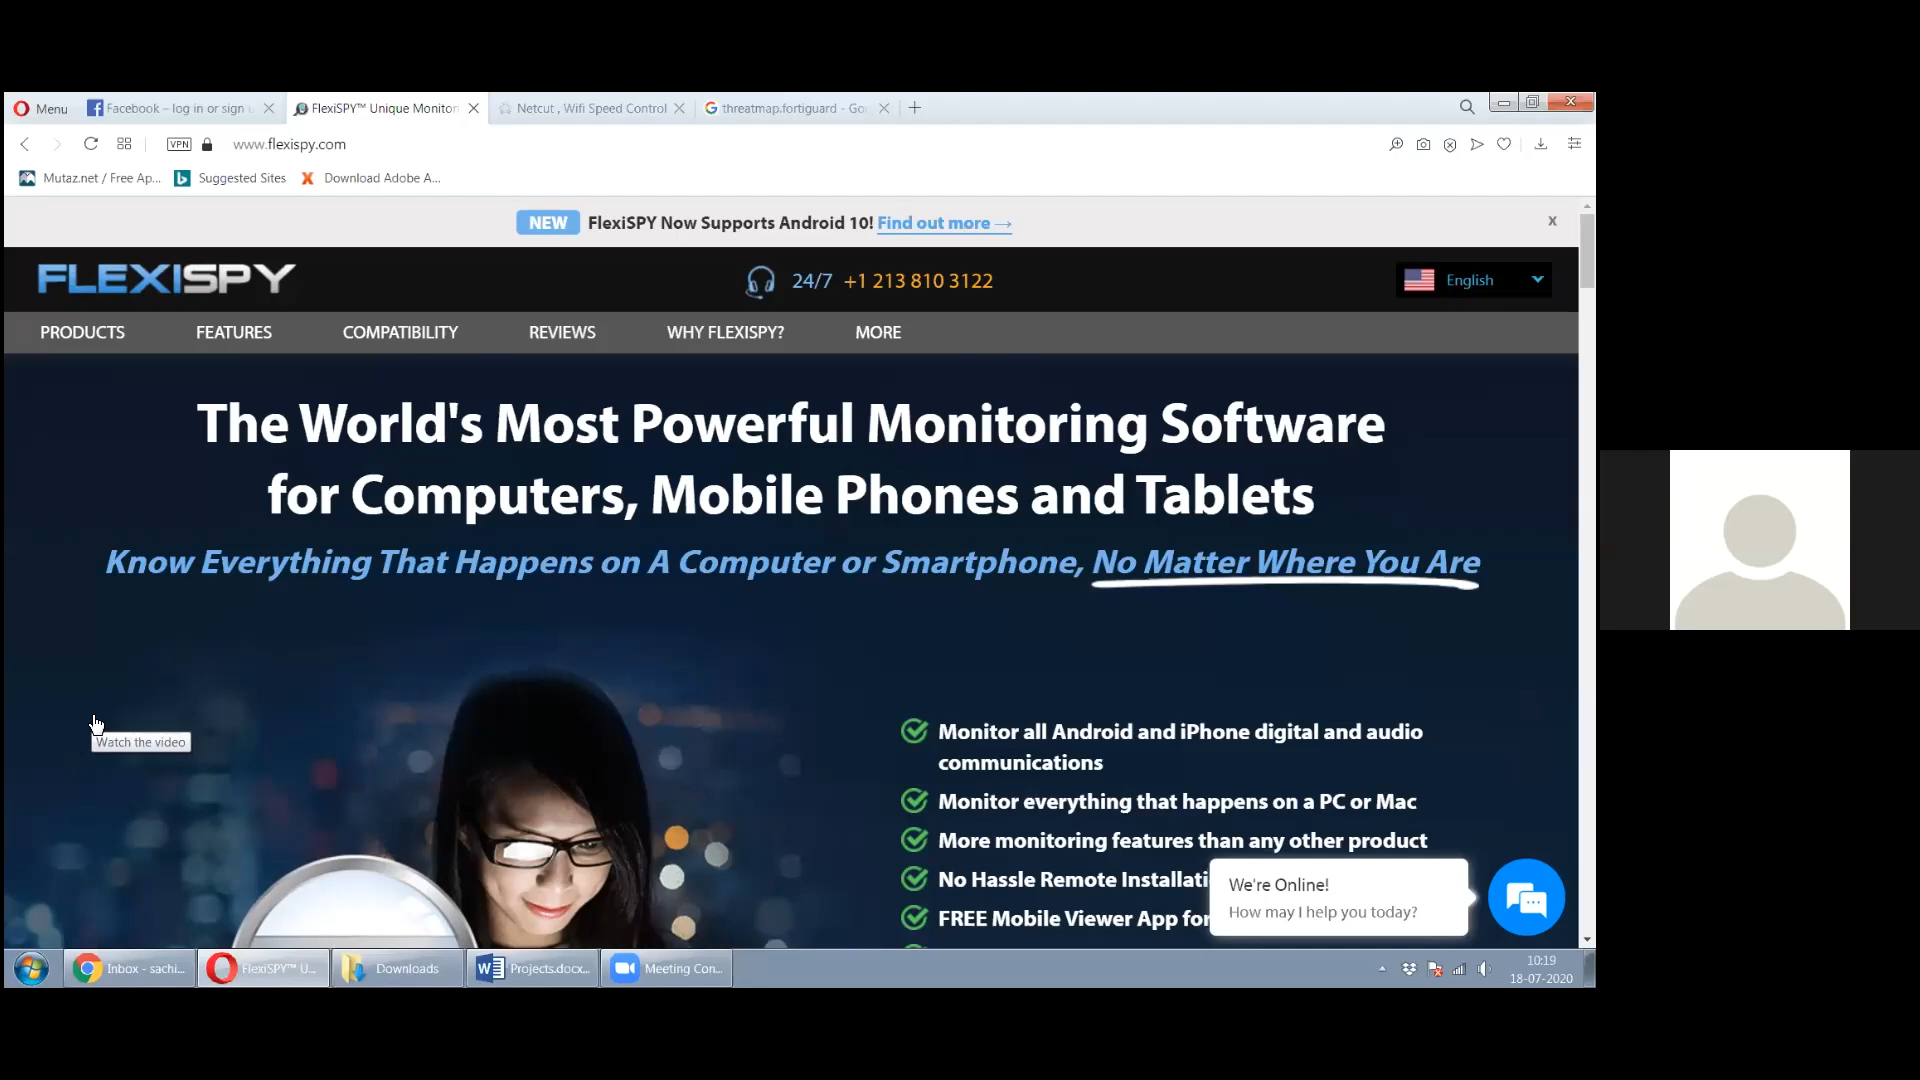 Menu
Facebook – log in or sign u
FlexiSPY™ Unique Monitor
Netcut , Wifi Speed Control
threatmap.fortiguard - Goo
VPN
www.flexispy.com
Mutaz.net / Free Ap...
Suggested Sites
Download Adobe A...
NEW FlexiSPY Now Supports Android 10! Find out more →
x
FLEXISPY
24/7 +1 213 810 3122
English
PRODUCTS
FEATURES
COMPATIBILITY
REVIEWS
WHY FLEXISPY?
MORE
The World's Most Powerful Monitoring Software
for Computers, Mobile Phones and Tablets
Know Everything That Happens on A Computer or Smartphone, No Matter Where You Are
Watch the video
Monitor all Android and iPhone digital and audio
communications
Monitor everything that happens on a PC or Mac
More monitoring features than any other product
No Hassle Remote Installati
FREE Mobile Viewer App for
We're Online!
How may I help you today?
Inbox - sachi...
FlexiSPY™ U...
Downloads
Projects.docx...
Meeting Con...
10:19
18-07-2020